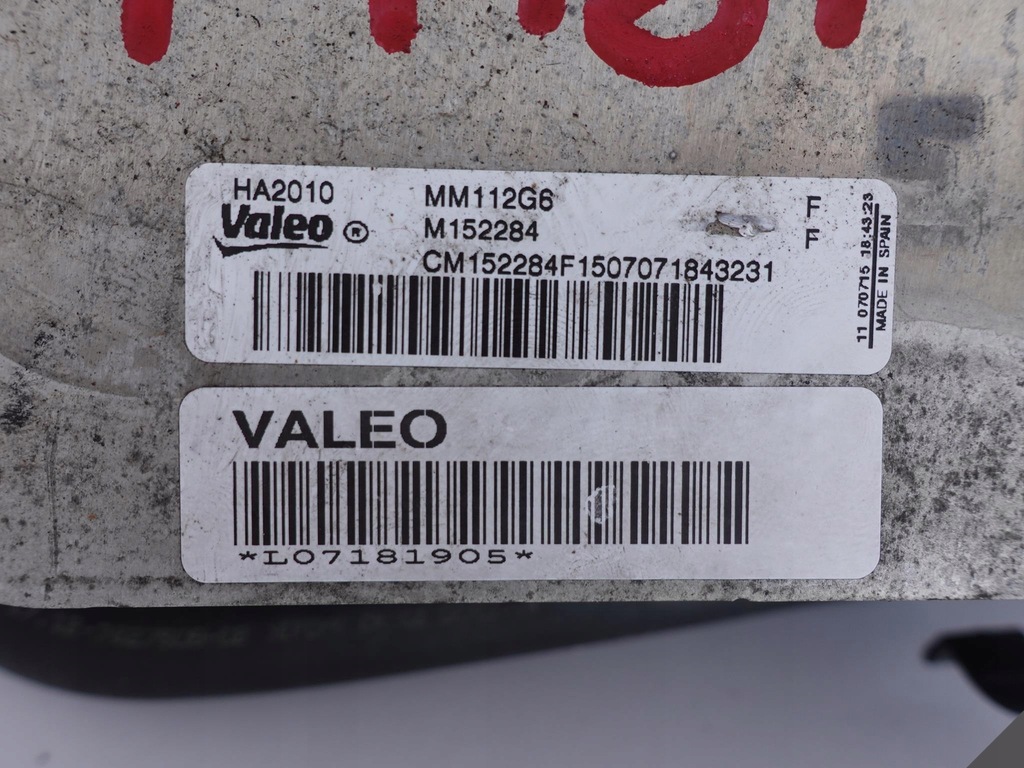 HA2010
Valeo ®
MM112G6
M152284
CM152284F1507071843231
F
F
11 070715 18:43:23
MADE IN SPAIN
VALEO
*L07181905*